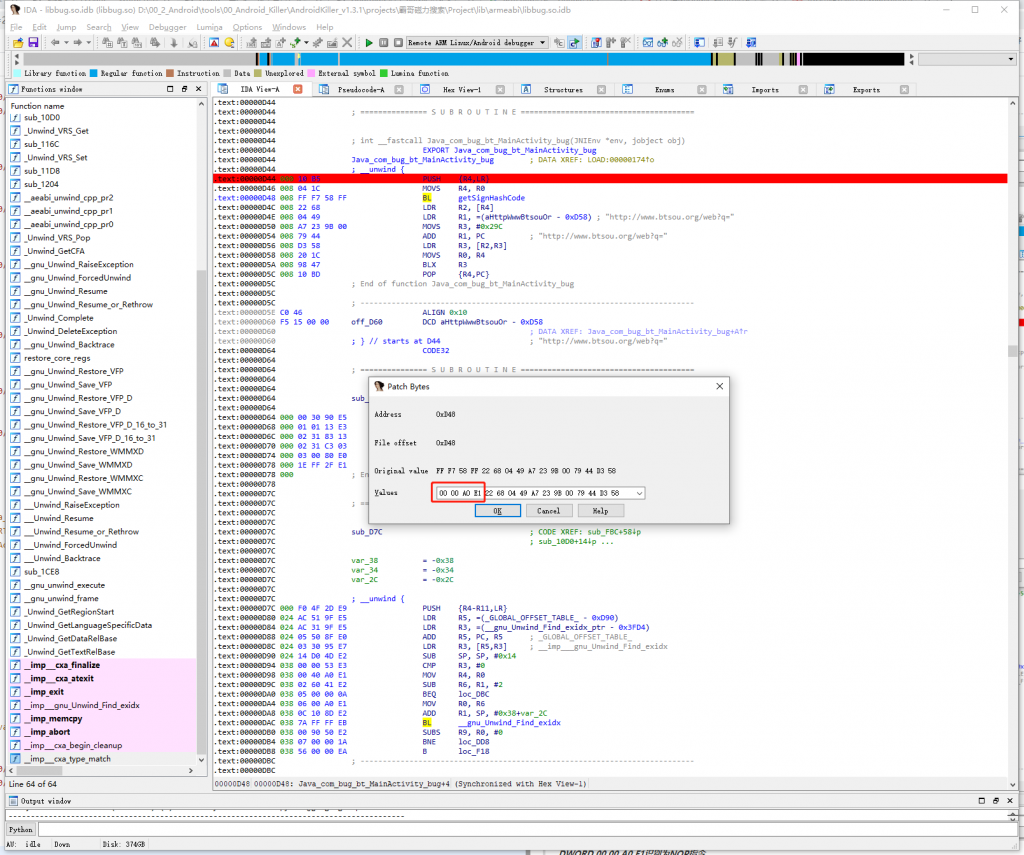 IDA - libbug.so.idb (libbug.so) D:\00_2_Android\tools\00_Android_Killer\AndroidKiller_v1.3.1\projects\霸哥磁力搜索\Project\lib\armeabi\libbug.so.idb
File Edit Jump Search View Debugger Lumina Options Windows Help
Remote ARM Linux/Android debugger
Library function Regular function Instruction Data Unexplored External symbol Lumina function
Functions window IDA View-A Pseudocode-A Hex View-1 Structures Enums Imports Exports
Function name
sub_10D0
_Unwind_VRS_Get
sub_116C
_Unwind_VRS_Set
sub_11D8
sub_1204
__aeabi_unwind_cpp_pr2
__aeabi_unwind_cpp_pr1
__aeabi_unwind_cpp_pr0
_Unwind_VRS_Pop
_Unwind_GetCFA
__gnu_Unwind_RaiseException
__gnu_Unwind_ForcedUnwind
__gnu_Unwind_Resume
__gnu_Unwind_Resume_or_Rethrow
_Unwind_Complete
_Unwind_DeleteException
__gnu_Unwind_Backtrace
restore_core_regs
__gnu_Unwind_Restore_VFP
__gnu_Unwind_Save_VFP
__gnu_Unwind_Restore_VFP_D
__gnu_Unwind_Save_VFP_D
__gnu_Unwind_Restore_VFP_D_16_to_31
__gnu_Unwind_Save_VFP_D_16_to_31
__gnu_Unwind_Restore_WMMXD
__gnu_Unwind_Save_WMMXD
__gnu_Unwind_Restore_WMMXC
__gnu_Unwind_Save_WMMXC
___Unwind_RaiseException
___Unwind_Resume
___Unwind_Resume_or_Rethrow
___Unwind_ForcedUnwind
___Unwind_Backtrace
sub_1CE8
__gnu_unwind_execute
__gnu_unwind_frame
_Unwind_GetRegionStart
_Unwind_GetLanguageSpecificData
_Unwind_GetDataRelBase
_Unwind_GetTextRelBase
__imp___cxa_finalize
__imp___cxa_atexit
__imp_exit
__imp___gnu_Unwind_Find_exidx
__imp_memcpy
__imp_abort
__imp___cxa_begin_cleanup
__imp___cxa_type_match
Line 64 of 64
.text:00000D44
.text:00000D44 ; =============== S U B R O U T I N E =======================================
.text:00000D44
.text:00000D44
.text:00000D44 ; int __fastcall Java_com_bug_bt_MainActivity_bug(JNIEnv *env, jobject obj)
.text:00000D44 EXPORT Java_com_bug_bt_MainActivity_bug
.text:00000D44 Java_com_bug_bt_MainActivity_bug ; DATA XREF: LOAD:00000174↑o
.text:00000D44 ; __unwind {
.text:00000D44 000 10 B5 PUSH {R4,LR}
.text:00000D46 008 04 1C MOVS R4, R0
.text:00000D48 008 FF F7 58 FF BL getSignHashCode
.text:00000D4C 008 22 68 LDR R2, [R4]
.text:00000D4E 008 04 49 LDR R1, =(aHttpWwwBtsouOr - 0xD58) ; "http://www.btsou.org/web?q="
.text:00000D50 008 A7 23 9B 00 MOVS R3, #0x29C
.text:00000D54 008 79 44 ADD R1, PC ; "http://www.btsou.org/web?q="
.text:00000D56 008 D3 58 LDR R3, [R2,R3]
.text:00000D58 008 20 1C MOVS R0, R4
.text:00000D5A 008 98 47 BLX R3
.text:00000D5C 008 10 BD POP {R4,PC}
.text:00000D5C ; End of function Java_com_bug_bt_MainActivity_bug
.text:00000D5C
.text:00000D5C ; ---------------------------------------------------------------------------
.text:00000D5E C0 46 ALIGN 0x10
.text:00000D60 F5 15 00 00 off_D60 DCD aHttpWwwBtsouOr - 0xD58
.text:00000D60 ; DATA XREF: Java_com_bug_bt_MainActivity_bug+A↑r
.text:00000D60 ; } // starts at D44 ; "http://www.btsou.org/web?q="
.text:00000D64 CODE32
.text:00000D64
.text:00000D64 ; =============== S U B R O U T I N E =======================================
.text:00000D64
.text:00000D64
.text:00000D64 sub_
.text:00000D64
.text:00000D64 000 00 30 90 E5
.text:00000D68 000 01 01 13 E3
.text:00000D6C 000 02 31 83 13
.text:00000D70 000 02 31 C3 03
.text:00000D74 000 03 00 80 E0
.text:00000D74 000 1E FF 2F E1
.text:00000D78 000 ; En
.text:00000D78
Patch Bytes
Address 0xD48
File offset 0xD48
Original value FF F7 58 FF 22 68 04 49 A7 23 9B 00 79 44 D3 58
Values 00 00 A0 E1 22 68 04 49 A7 23 9B 00 79 44 D3 58
OK Cancel Help
.text:00000D7C sub_D7C ; CODE XREF: sub_FBC+58↓p
.text:00000D7C ; sub_10D0+14↓p ...
.text:00000D7C
.text:00000D7C var_38 = -0x38
.text:00000D7C var_34 = -0x34
.text:00000D7C var_2C = -0x2C
.text:00000D7C
.text:00000D7C ; __unwind {
.text:00000D7C 000 F0 4F 2D E9 PUSH {R4-R11,LR}
.text:00000D80 024 AC 51 9F E5 LDR R5, =(_GLOBAL_OFFSET_TABLE_ - 0xD90)
.text:00000D84 024 AC 31 9F E5 LDR R3, =(__gnu_Unwind_Find_exidx_ptr - 0x3FD4)
.text:00000D88 024 05 50 8F E0 ADD R5, PC, R5 ; _GLOBAL_OFFSET_TABLE_
.text:00000D8C 024 03 30 95 E7 LDR R3, [R5,R3] ; __imp___gnu_Unwind_Find_exidx
.text:00000D90 024 14 D0 4D E2 SUB SP, SP, #0x14
.text:00000D94 038 00 00 53 E3 CMP R3, #0
.text:00000D98 038 00 40 A0 E1 MOV R4, R0
.text:00000D9C 038 02 60 41 E2 SUB R6, R1, #2
.text:00000DA0 038 05 00 00 0A BEQ loc_DBC
.text:00000DA4 038 06 00 A0 E1 MOV R0, R6
.text:00000DA8 038 0C 10 8D E2 ADD R1, SP, #0x38+var_2C
.text:00000DAC 038 7A FF FF EB BL __gnu_Unwind_Find_exidx
.text:00000DB0 038 00 90 50 E2 SUBS R9, R0, #0
.text:00000DB4 038 07 00 00 1A BNE loc_DD8
.text:00000DB8 038 56 00 00 EA B loc_F18
.text:00000DBC ; ---------------------------------------------------------------------------
00000D48 00000D48: Java_com_bug_bt_MainActivity_bug+4 (Synchronized with Hex View-1)
Output window
Python
AU: idle Down Disk: 374GB